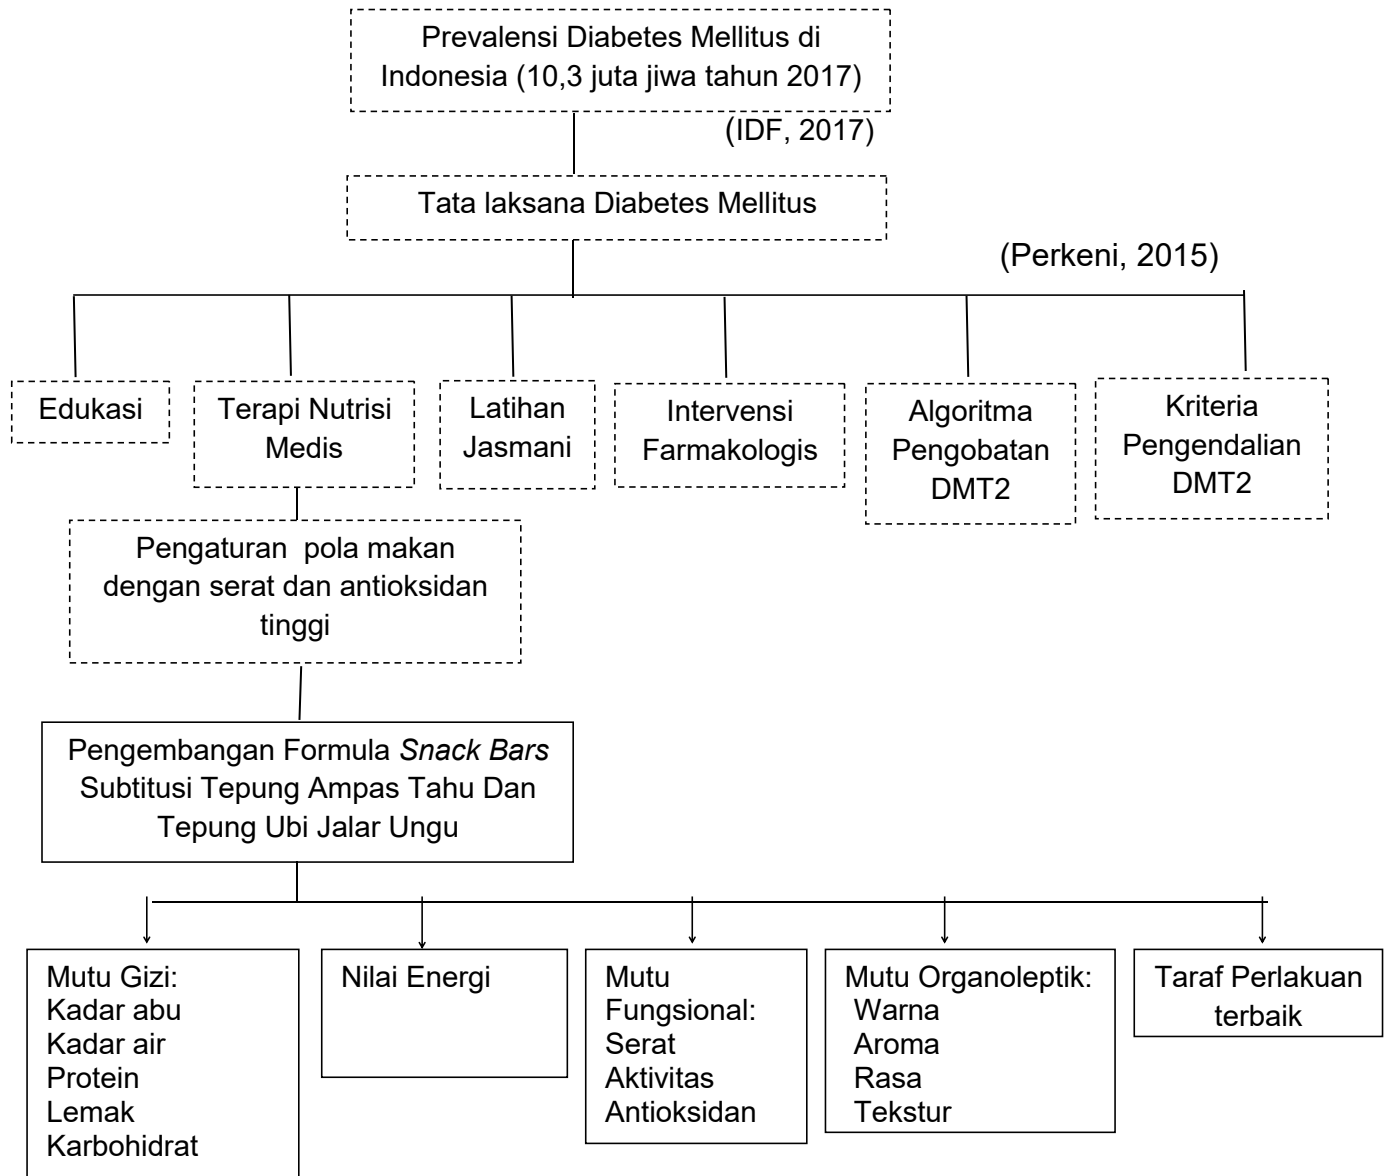 Prevalensi Diabetes Mellitus di
Indonesia (10,3 juta jiwa tahun 2017)
(IDF, 2017)
Tata laksana Diabetes Mellitus
(Perkeni, 2015)
Edukasi
Terapi Nutrisi
Medis
Latihan
Jasmani
Intervensi
Farmakologis
Algoritma
Pengobatan
DMT2
Kriteria
Pengendalian
DMT2
Pengaturan  pola makan
dengan serat dan antioksidan
tinggi
Pengembangan Formula Snack Bars
Subtitusi Tepung Ampas Tahu Dan
Tepung Ubi Jalar Ungu
Mutu Gizi:
Kadar abu
Kadar air
Protein
Lemak
Karbohidrat
Nilai Energi
Mutu
Fungsional:
Serat
Aktivitas
Antioksidan
Mutu Organoleptik:
Warna
Aroma
Rasa
Tekstur
Taraf Perlakuan
terbaik